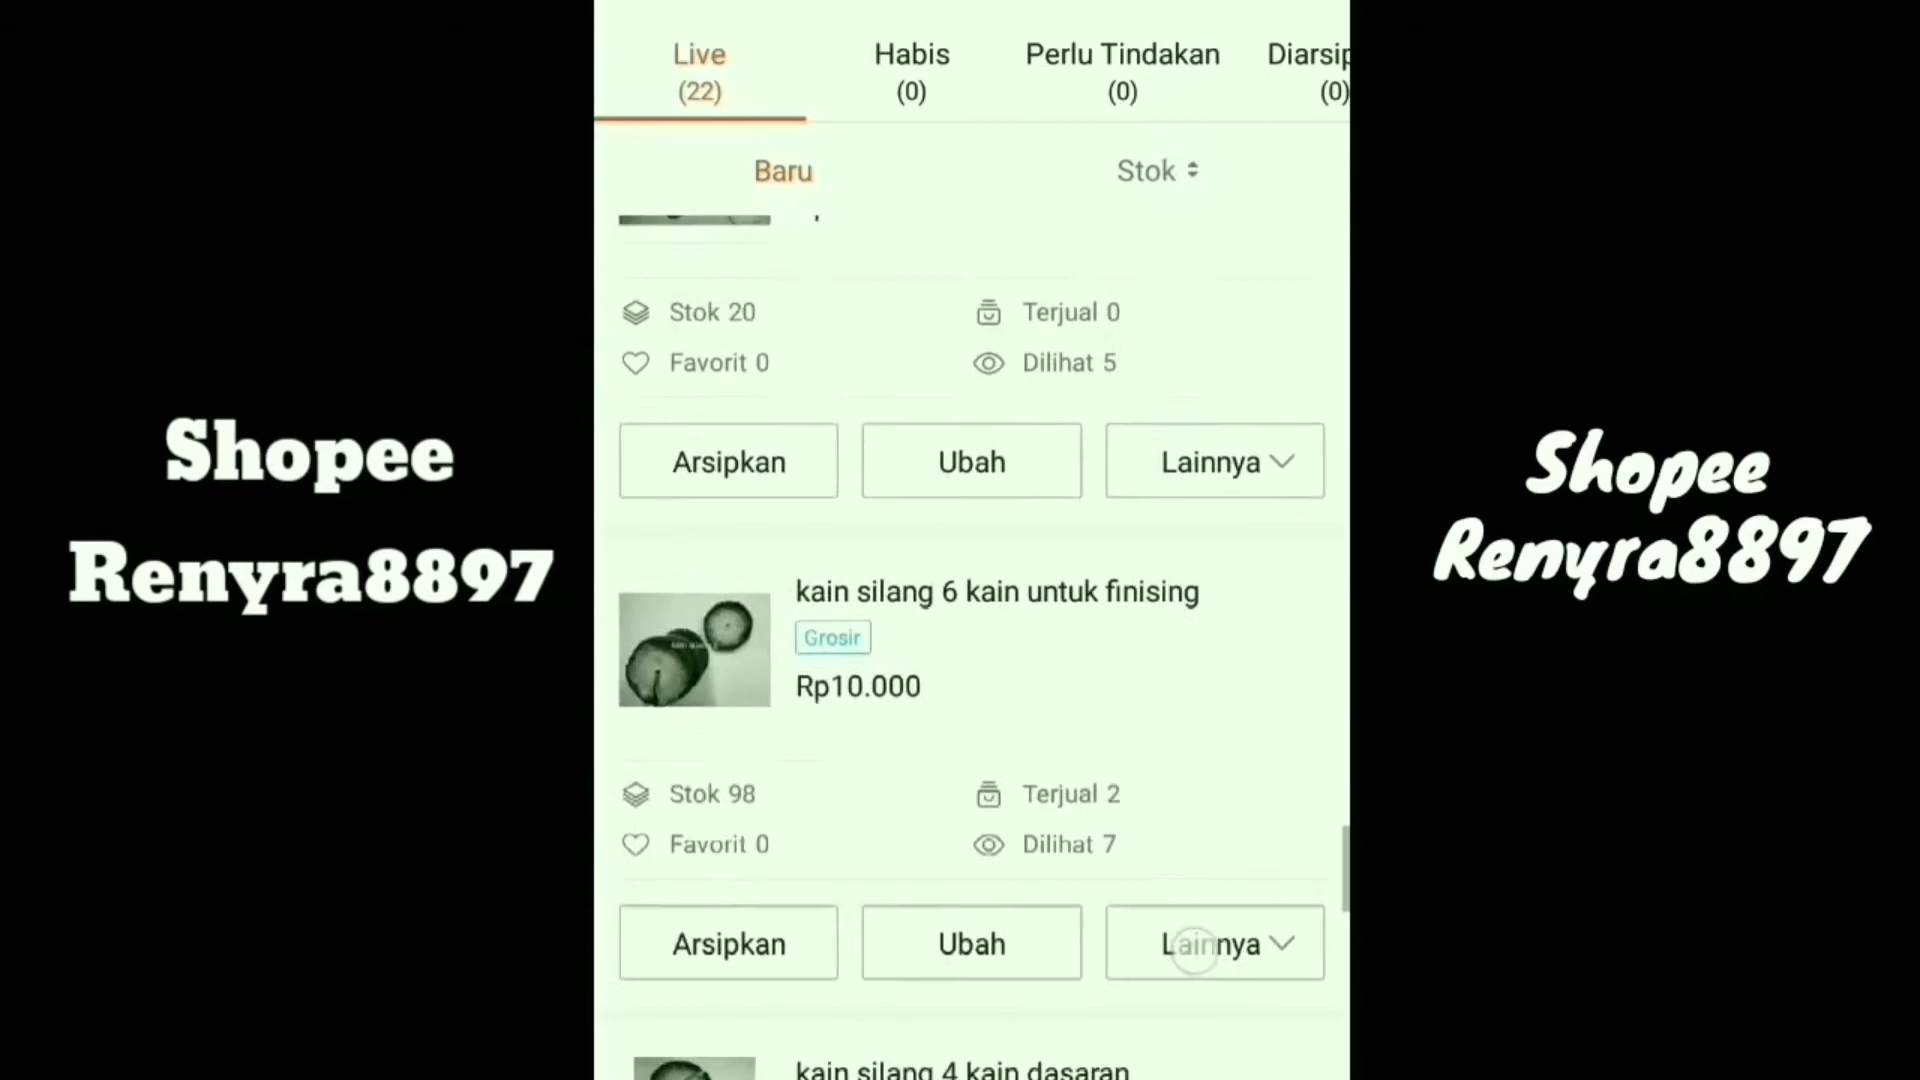 Live
(22)
Habis
(0)
Perlu Tindakan
(0)
Diarsip
(0)
Baru
Stok
Stok 20
Terjual 0
Favorit 0
Dilihat 5
Arsipkan
Ubah
Lainnya
Shopee
Renyra8897
Shopee
Renyra8897
kain silang 6 kain untuk finising
Grosir
Rp10.000
Stok 98
Terjual 2
Favorit 0
Dilihat 7
Arsipkan
Ubah
Lainnya
kain silang 4 kain dasaran